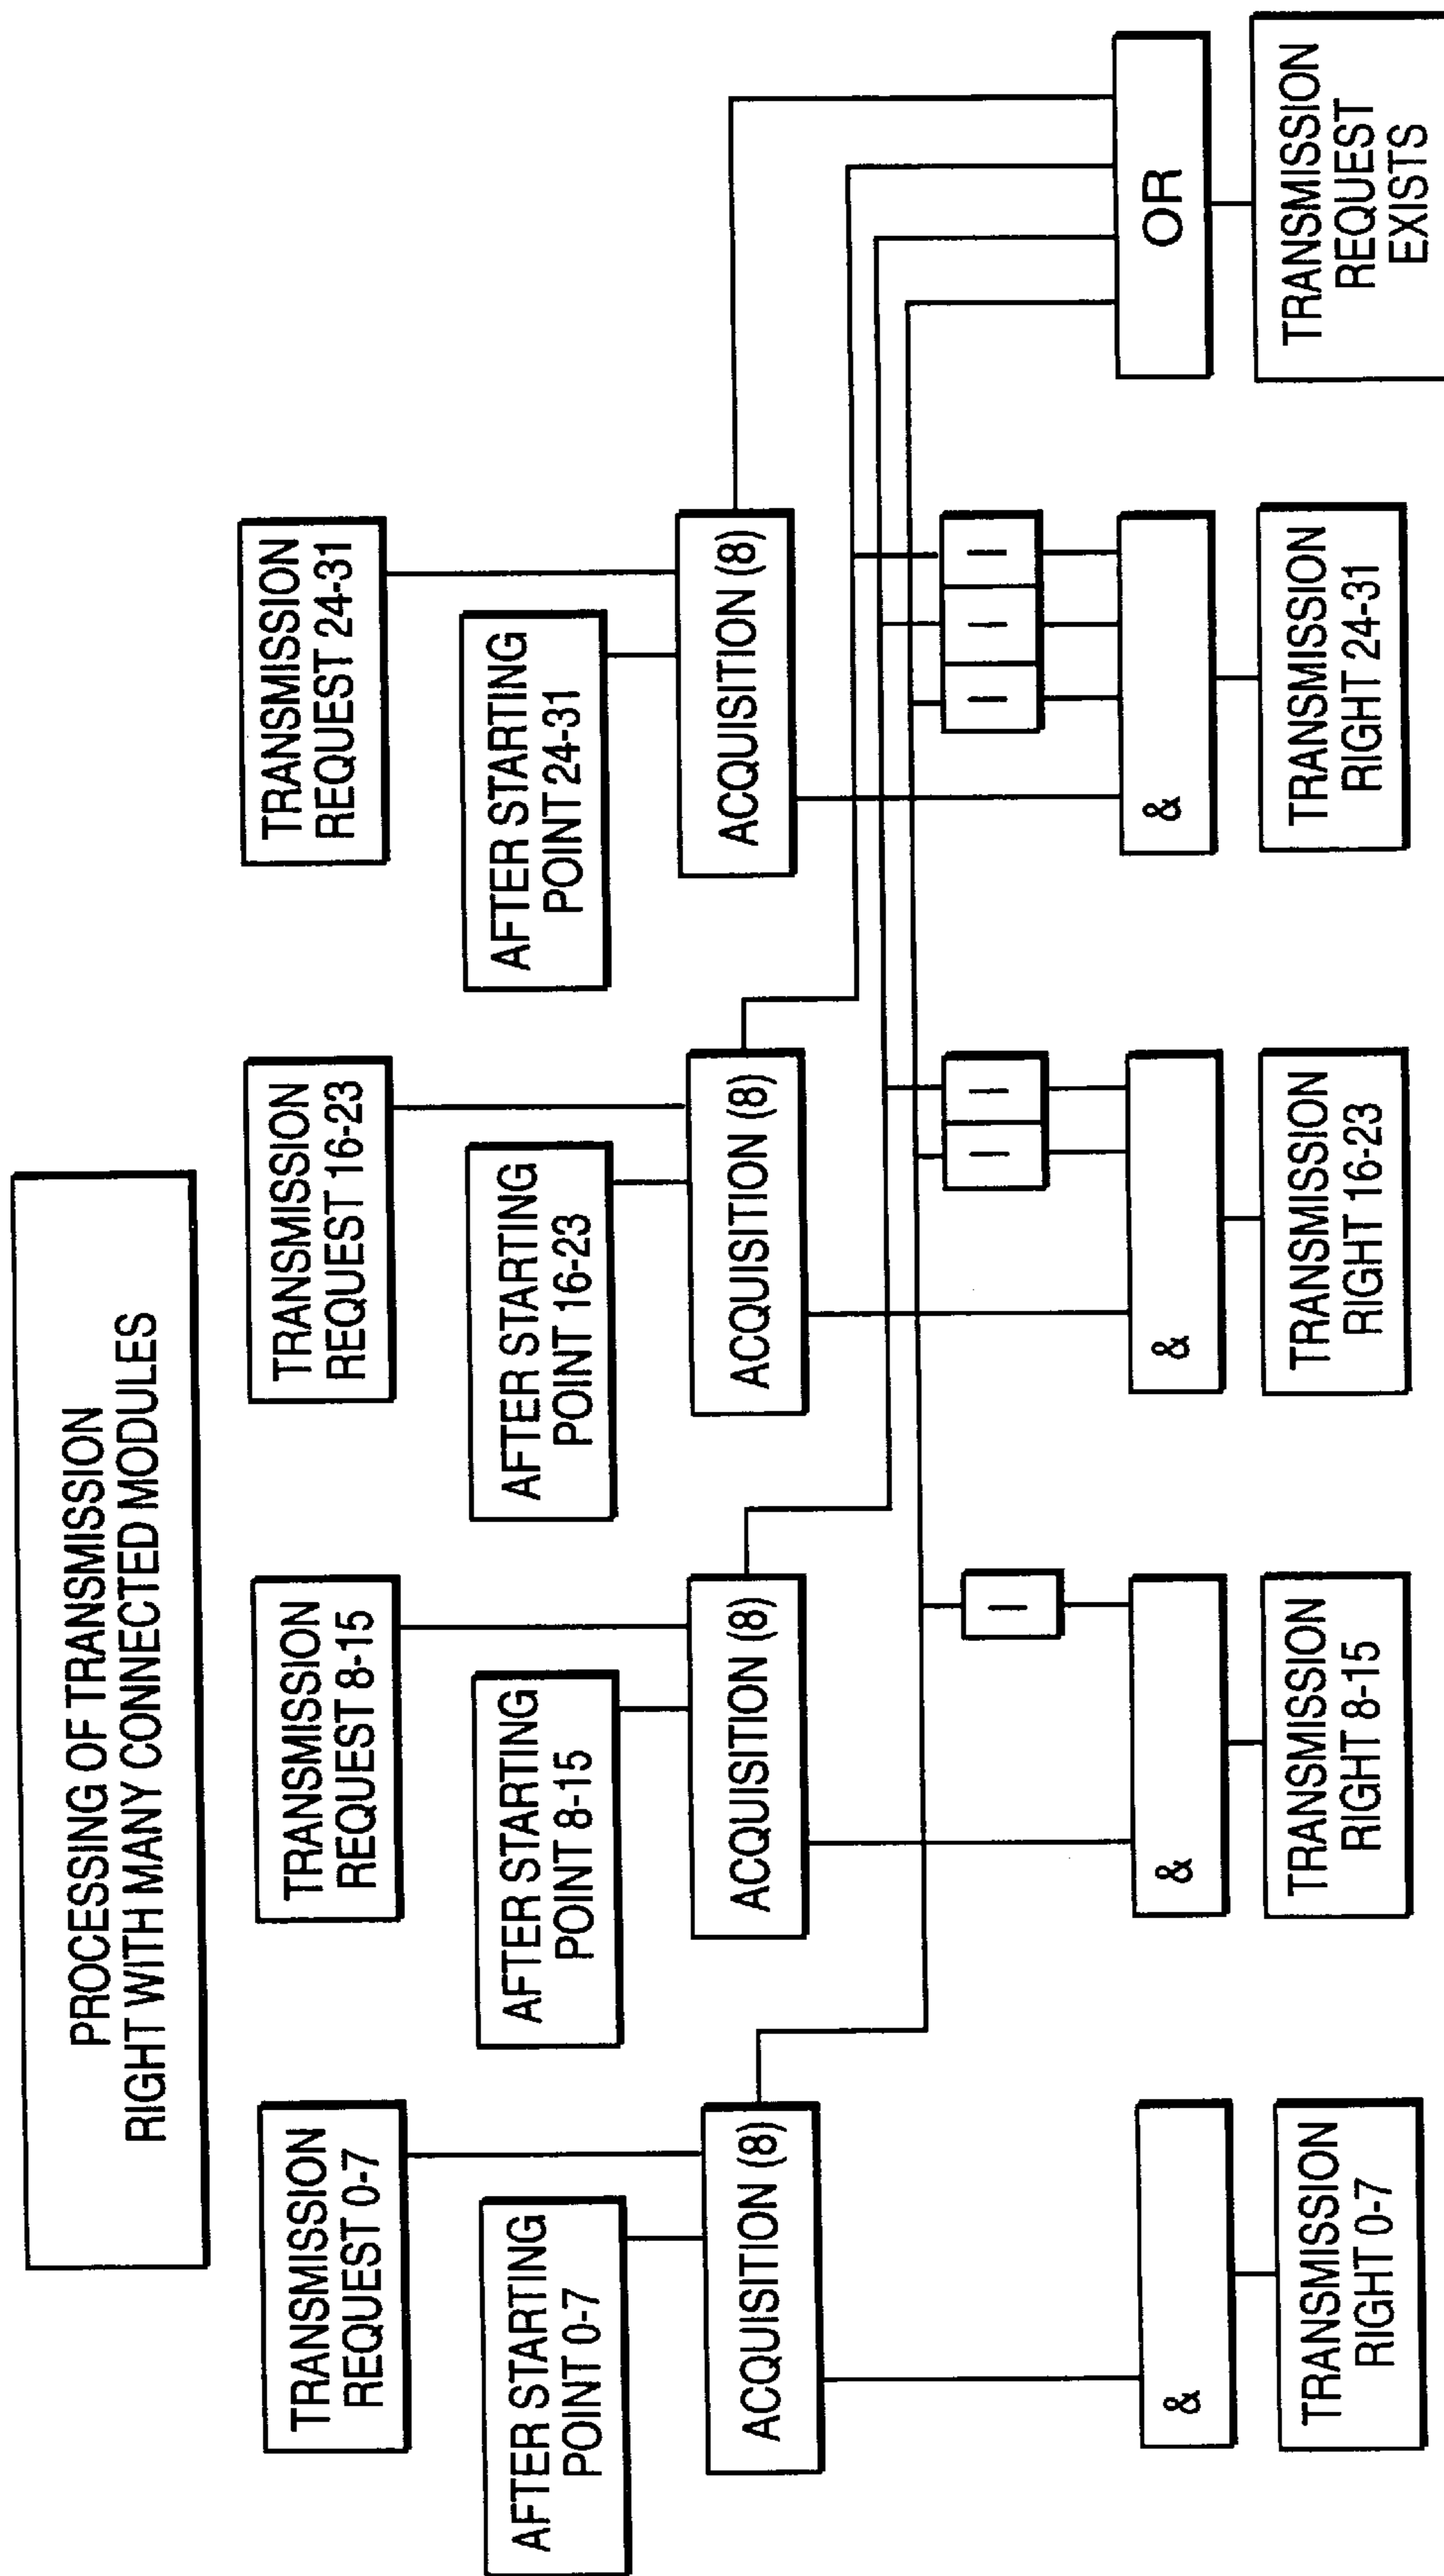 PROCESSING OF TRANSMISSION
RIGHT WITH MANY CONNECTED MODULES
TRANSMISSION
REQUEST 0-7
TRANSMISSION
REQUEST 8-15
TRANSMISSION
REQUEST 16-23
TRANSMISSION
REQUEST 24-31
AFTER STARTING
POINT 0-7
AFTER STARTING
POINT 8-15
AFTER STARTING
POINT 16-23
AFTER STARTING
POINT 24-31
ACQUISITION (8)
ACQUISITION (8)
ACQUISITION (8)
ACQUISITION (8)
I
I
I
I
I
I
&
&
&
&
OR
TRANSMISSION
RIGHT 0-7
TRANSMISSION
RIGHT 8-15
TRANSMISSION
RIGHT 16-23
TRANSMISSION
RIGHT 24-31
TRANSMISSION
REQUEST
EXISTS